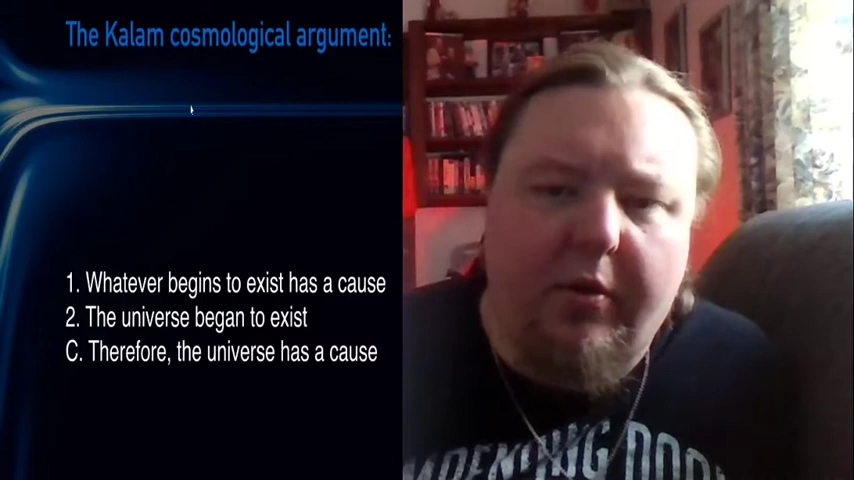 The Kalam cosmological argument:
1. Whatever begins to exist has a cause
2. The universe began to exist
C. Therefore, the universe has a cause